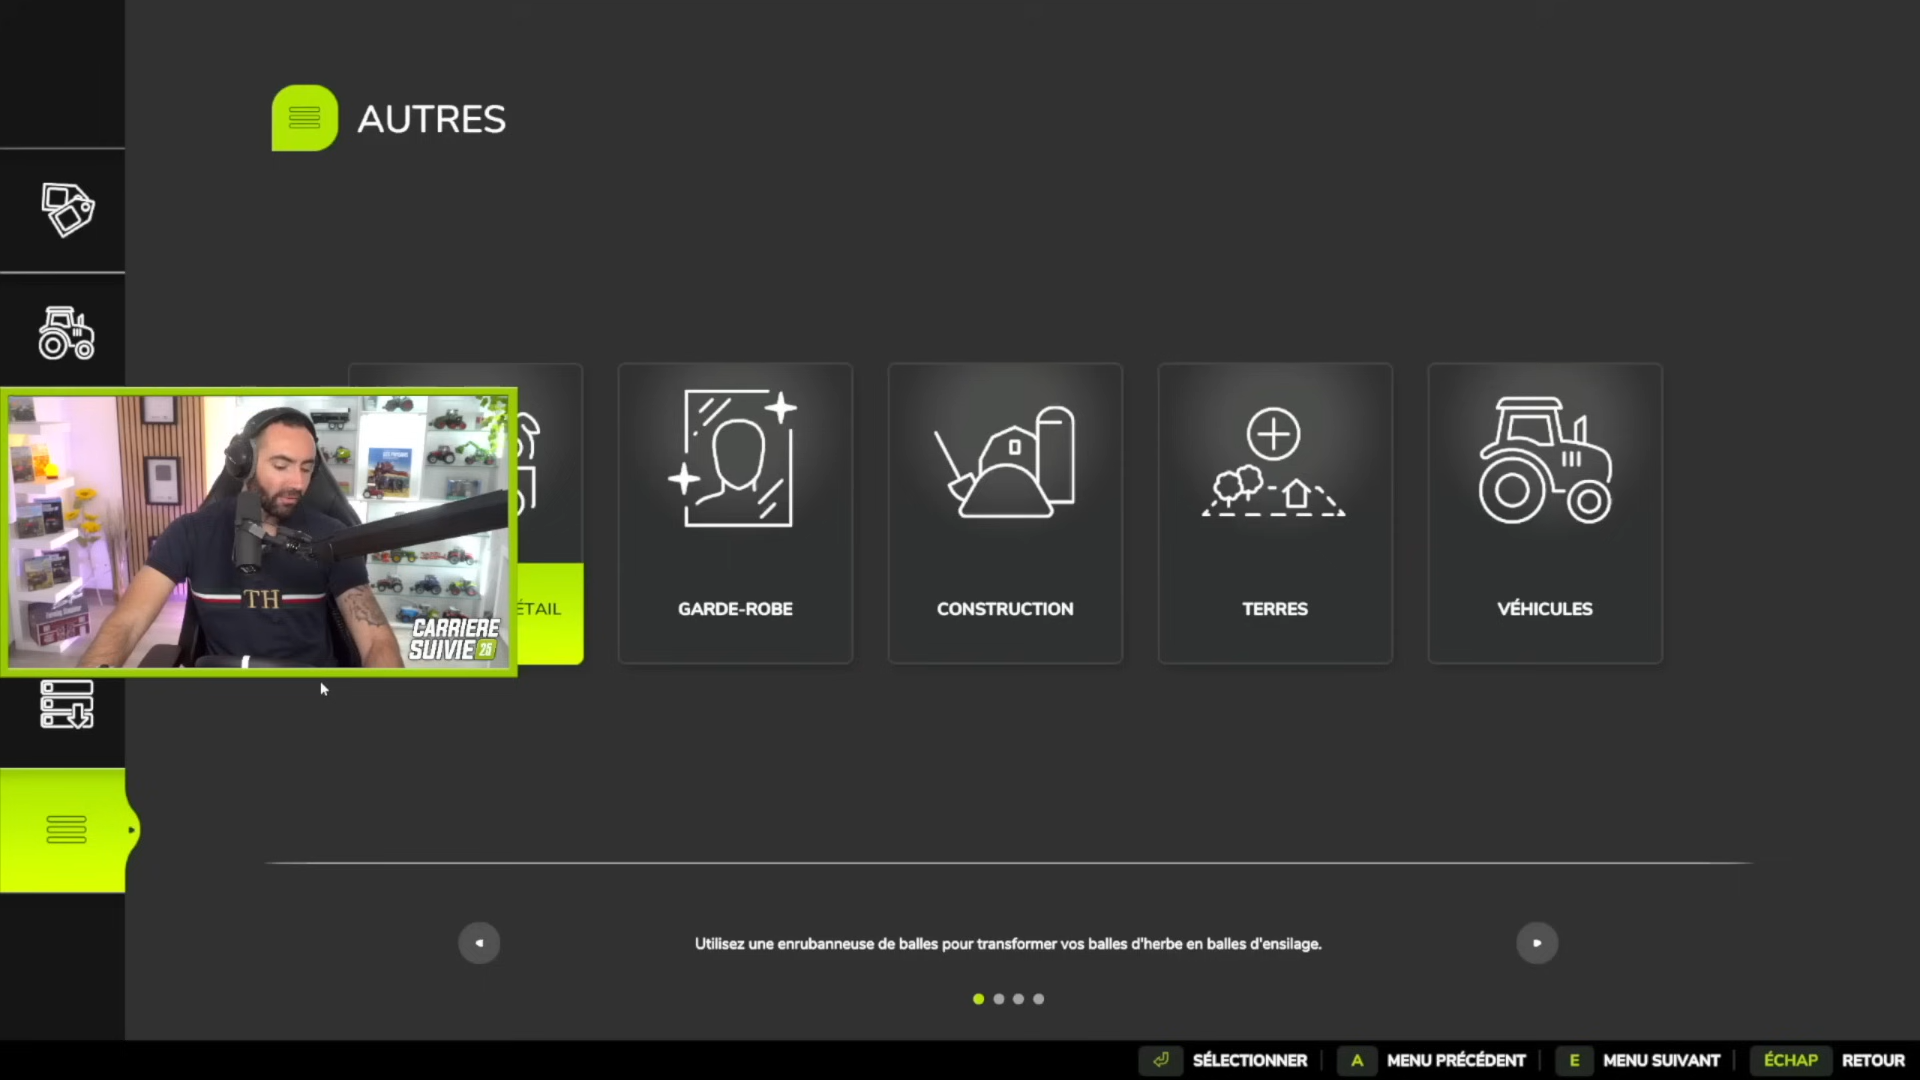 AUTRES
ÉTAIL
GARDE-ROBE
CONSTRUCTION
TERRES
VÉHICULES
TH
CARRIERE
SUIVIE 25
Utilisez une enrubanneuse de balles pour transformer vos balles d'herbe en balles d'ensilage.
SÉLECTIONNER
A MENU PRÉCÉDENT
E MENU SUIVANT
ÉCHAP RETOUR